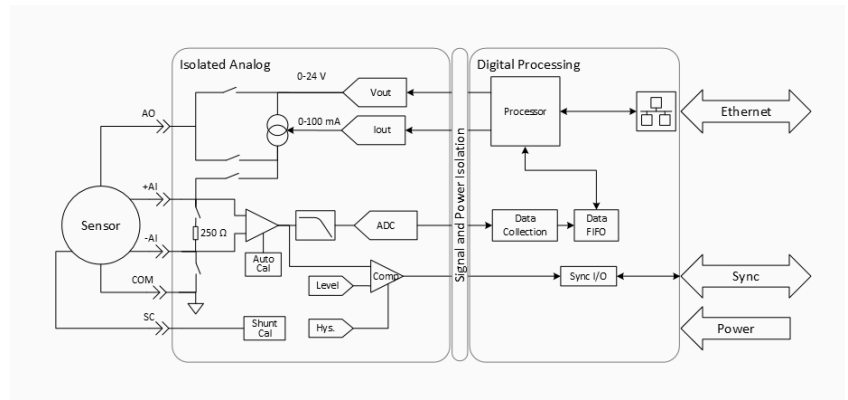 Isolated Analog
Digital Processing
0-24 V
Vout
Processor
Ethernet
AO
0-100 mA
Iout
Signal and Power Isolation
+AI
Sensor
250 Ω
ADC
Data
Collection
Data
FIFO
-AI
Auto
Cal
COM
Level
Comp
Sync I/O
Sync
SC
Shunt
Cal
Hys.
Power